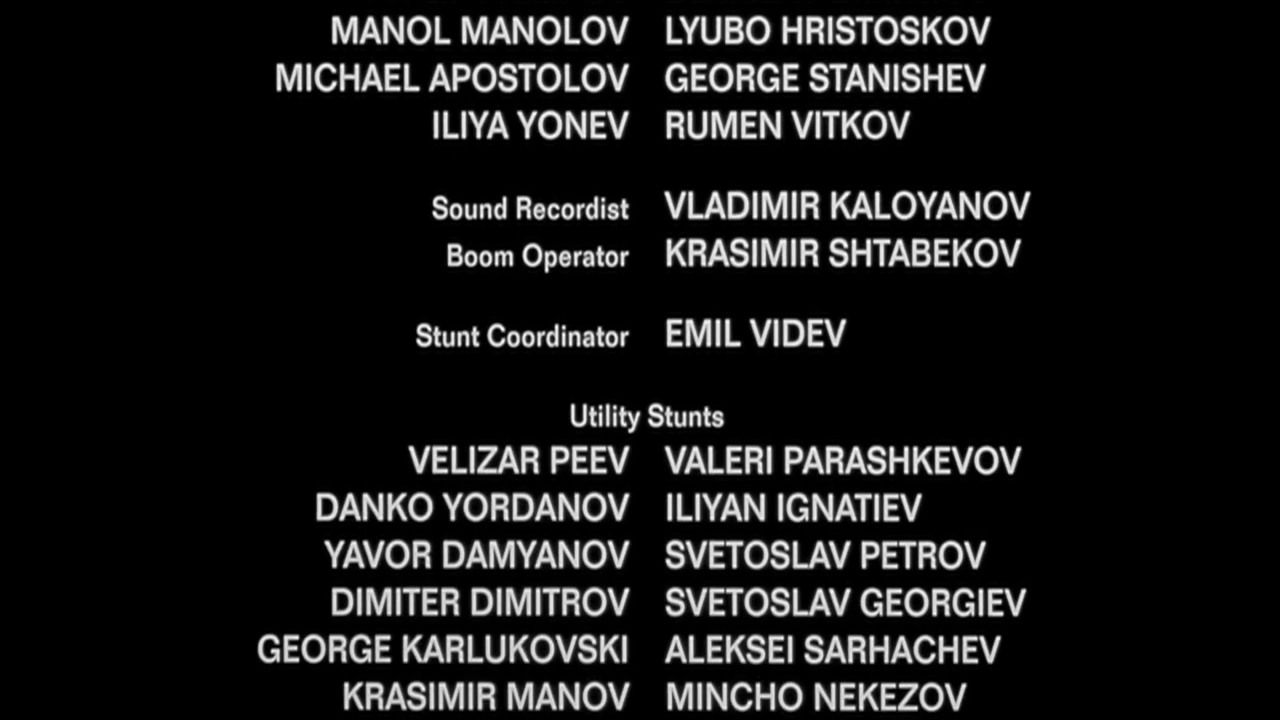 MANOL MANOLOV LYUBO HRISTOSKOV
MICHAEL APOSTOLOV GEORGE STANISHEV
ILIYA YONEV RUMEN VITKOV
Sound Recordist VLADIMIR KALOYANOV
Boom Operator KRASIMIR SHTABEKOV
Stunt Coordinator EMIL VIDEV
Utility Stunts
VELIZAR PEEV VALERI PARASHKEVOV
DANKO YORDANOV ILIYAN IGNATIEV
YAVOR DAMYANOV SVETOSLAV PETROV
DIMITER DIMITROV SVETOSLAV GEORGIEV
GEORGE KARLUKOVSKI ALEKSEI SARHACHEV
KRASIMIR MANOV MINCHO NEKEZOV